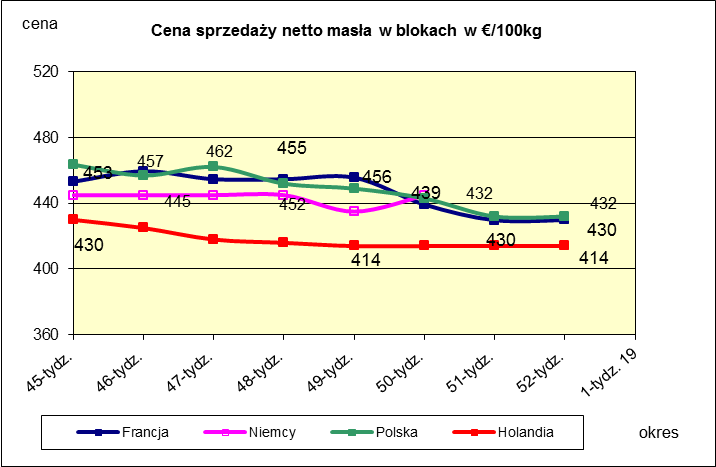 cena
Cena sprzedaży netto masła w blokach w €/100kg
520
480
440
400
360
453
457
462
455
456
439
432
432
445
452
430
430
430
414
414
45-tydz.
46-tydz.
47-tydz.
48-tydz.
49-tydz.
50-tydz.
51-tydz.
52-tydz.
1-tydz. 19
Francja
Niemcy
Polska
Holandia
okres